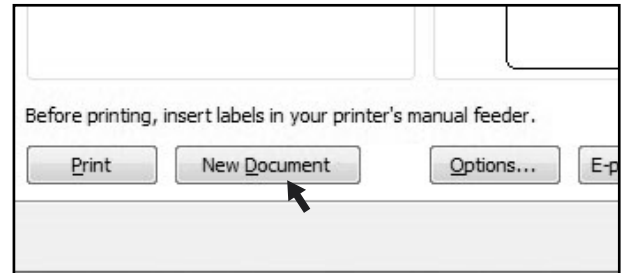 Before printing, insert labels in your printer's manual feeder.
Print New Document Options... E-p